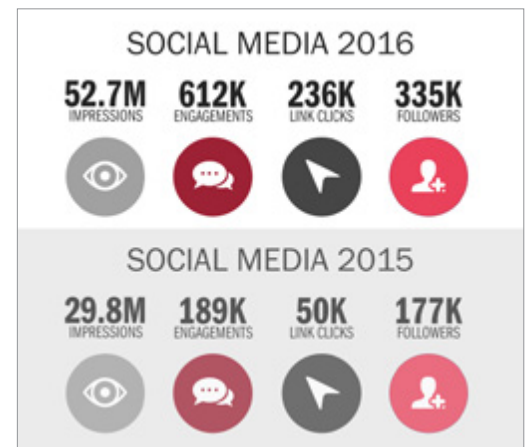 SOCIAL MEDIA 2016
52.7M 612K 236K 335K
IMPRESSIONS ENGAGEMENTS LINK CLICKS FOLLOWERS
SOCIAL MEDIA 2015
29.8M 189K 50K 177K
IMPRESSIONS ENGAGEMENTS LINK CLICKS FOLLOWERS